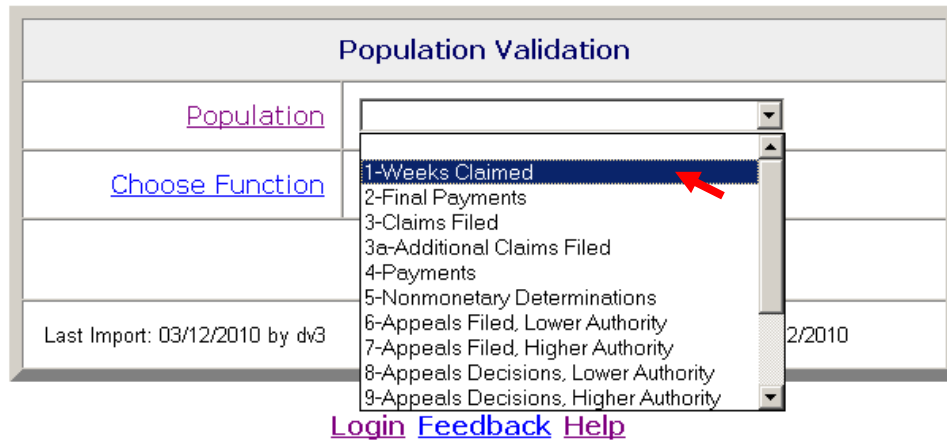 Population Validation
Population
1-Weeks Claimed
Choose Function
2-Final Payments
3-Claims Filed
3a-Additional Claims Filed
4-Payments
5-Nonmonetary Determinations
6-Appeals Filed, Lower Authority
Last Import: 03/12/2010 by dv3
2/2010
7-Appeals Filed, Higher Authority
8-Appeals Decisions, Lower Authority
9-Appeals Decisions, Higher Authority
Login Feedback Help